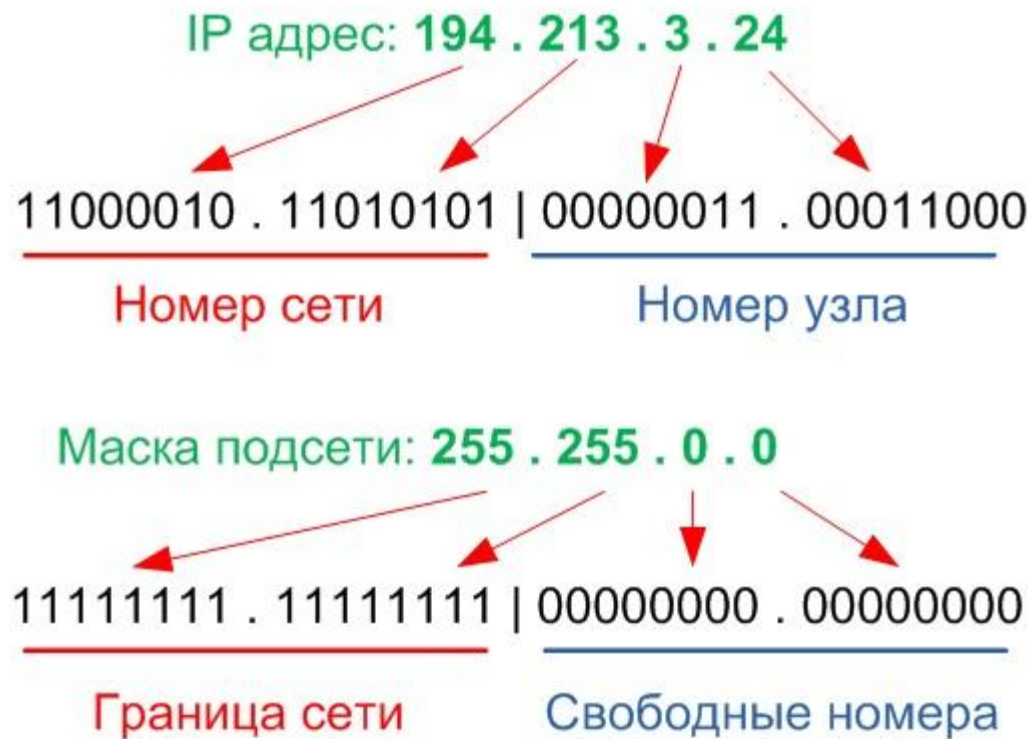 IP адрес: 194 . 213 . 3 . 24
11000010 . 11010101 | 00000011 . 00011000
Номер сети Номер узла
Маска подсети: 255 . 255 . 0 . 0
11111111 . 11111111 | 00000000 . 00000000
Граница сети Свободные номера